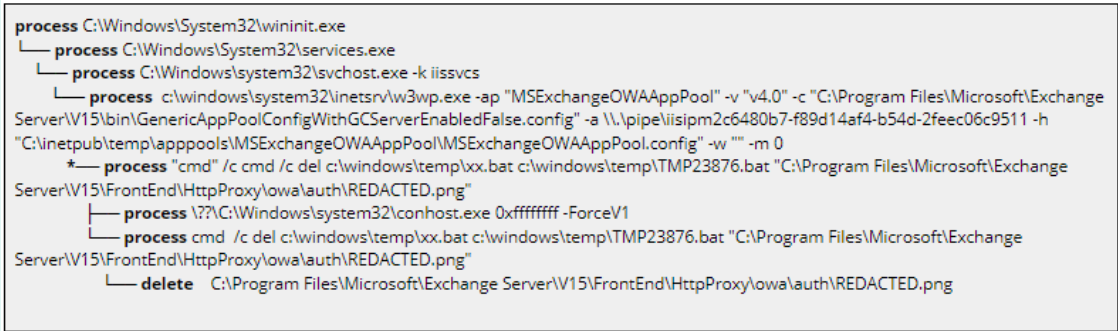 process C:\Windows\System32\wininit.exe
└── process C:\Windows\System32\services.exe
└── process C:\Windows\system32\svchost.exe -k iissvcs
└── process c:\windows\system32\inetsrv\w3wp.exe -ap "MSExchangeOWAAppPool" -v "v4.0" -c "C:\Program Files\Microsoft\Exchange
Server\V15\bin\GenericAppPoolConfigWithGCServerEnabledFalse.config" -a \\.\pipe\iisipm2c6480b7-f89d14af4-b54d-2feec06c9511 -h
"C:\inetpub\temp\apppools\MSExchangeOWAAppPool\MSExchangeOWAAppPool.config" -w "" -m 0
*── process "cmd" /c cmd /c del c:\windows\temp\xx.bat c:\windows\temp\TMP23876.bat "C:\Program Files\Microsoft\Exchange
Server\V15\FrontEnd\HttpProxy\owa\auth\REDACTED.png"
├── process \??\C:\Windows\system32\conhost.exe 0xffffffff -ForceV1
└── process cmd /c del c:\windows\temp\xx.bat c:\windows\temp\TMP23876.bat "C:\Program Files\Microsoft\Exchange
Server\V15\FrontEnd\HttpProxy\owa\auth\REDACTED.png"
└── delete C:\Program Files\Microsoft\Exchange Server\V15\FrontEnd\HttpProxy\owa\auth\REDACTED.png